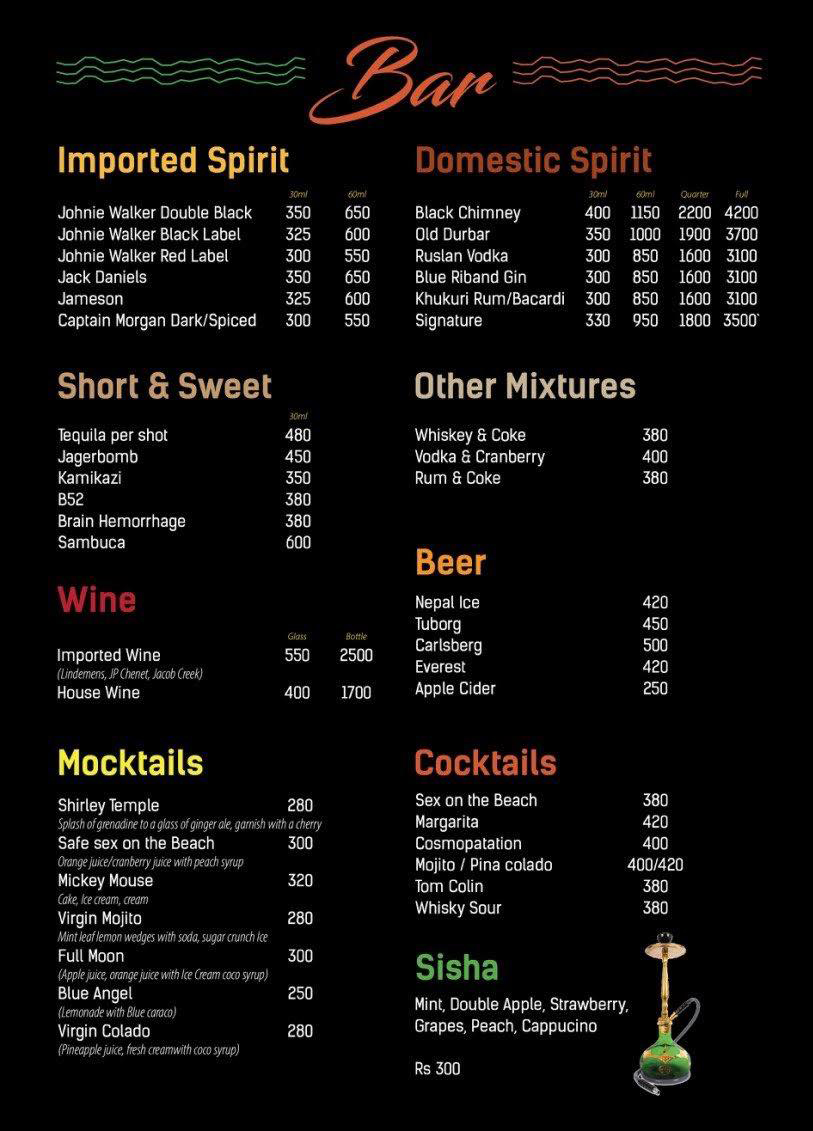 Bar
Imported Spirit
30ml 60ml
Johnie Walker Double Black 350 650
Johnie Walker Black Label 325 600
Johnie Walker Red Label 300 550
Jack Daniels 350 650
Jameson 325 600
Captain Morgan Dark/Spiced 300 550
Domestic Spirit
30ml 60ml Quarter Full
Black Chimney 400 1150 2200 4200
Old Durbar 350 1000 1900 3700
Ruslan Vodka 300 850 1600 3100
Blue Riband Gin 300 850 1600 3100
Khukuri Rum/Bacardi 300 850 1600 3100
Signature 330 950 1800 3500`
Short & Sweet
30ml
Tequila per shot 480
Jagerbomb 450
Kamikazi 350
B52 380
Brain Hemorrhage 380
Sambuca 600
Other Mixtures
Whiskey & Coke 380
Vodka & Cranberry 400
Rum & Coke 380
Wine
Glass Bottle
Imported Wine 550 2500
(Lindemens, JP Chenet, Jacob Creek)
House Wine 400 1700
Beer
Nepal Ice 420
Tuborg 450
Carlsberg 500
Everest 420
Apple Cider 250
Mocktails
Shirley Temple 280
Splash of grenadine to a glass of ginger ale, garnish with a cherry
Safe sex on the Beach 300
Orange juice/cranberry juice with peach syrup
Mickey Mouse 320
Cake, Ice cream, cream
Virgin Mojito 280
Mint leaf lemon wedges with soda, sugar crunch Ice
Full Moon 300
(Apple juice, orange juice with Ice Cream coco syrup)
Blue Angel 250
(Lemonade with Blue caraco)
Virgin Colado 280
(Pineapple juice, fresh creamwith coco syrup)
Cocktails
Sex on the Beach 380
Margarita 420
Cosmopatation 400
Mojito / Pina colado 400/420
Tom Colin 380
Whisky Sour 380
Sisha
Mint, Double Apple, Strawberry,
Grapes, Peach, Cappucino
Rs 300